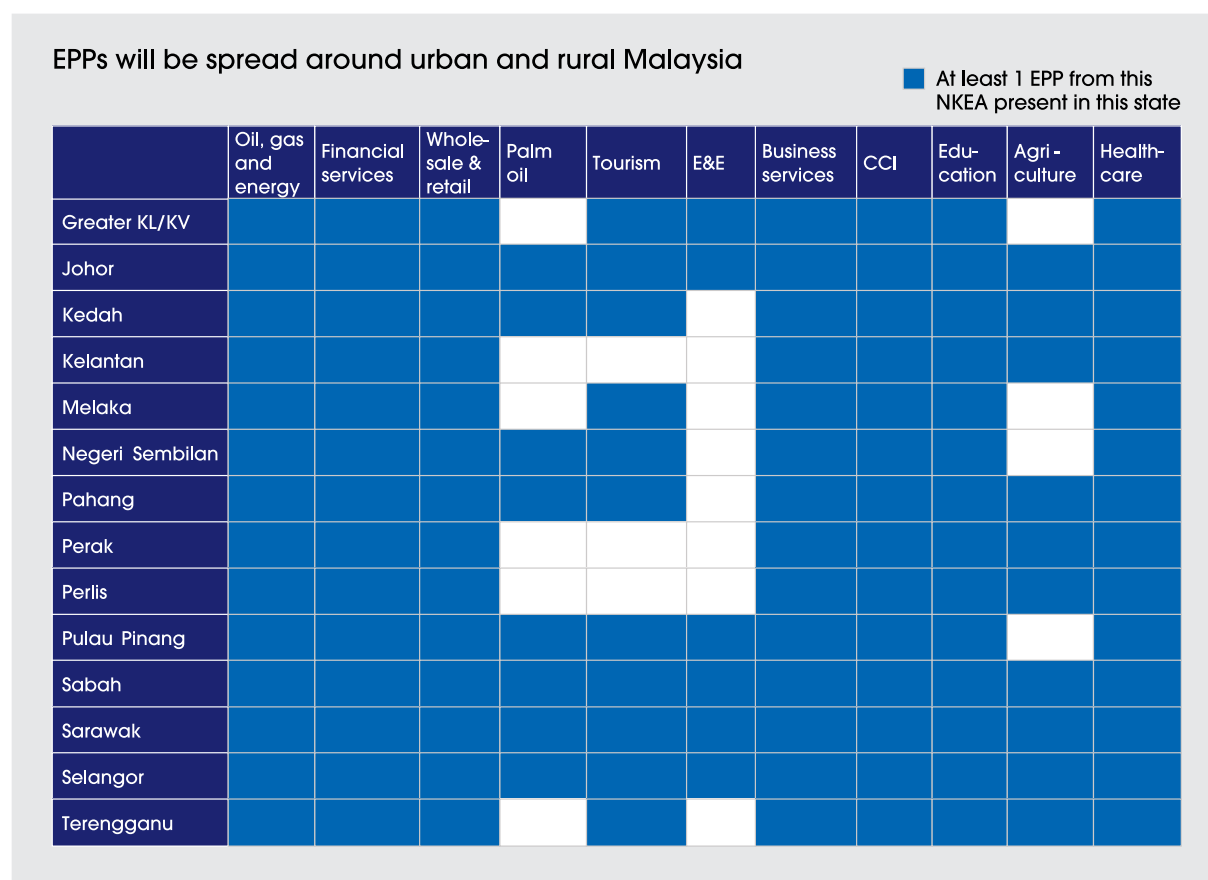 EPPs will be spread around urban and rural Malaysia
At least 1 EPP from this
NKEA present in this state
Oil, gas
and
energy
Financial
services
Whole-
sale &
retail
Palm
oil
Tourism
E&E
Business
services
CCI
Edu-
cation
Agri-
culture
Health-
care
Greater KL/KV
Johor
Kedah
Kelantan
Melaka
Negeri Sembilan
Pahang
Perak
Perlis
Pulau Pinang
Sabah
Sarawak
Selangor
Terengganu